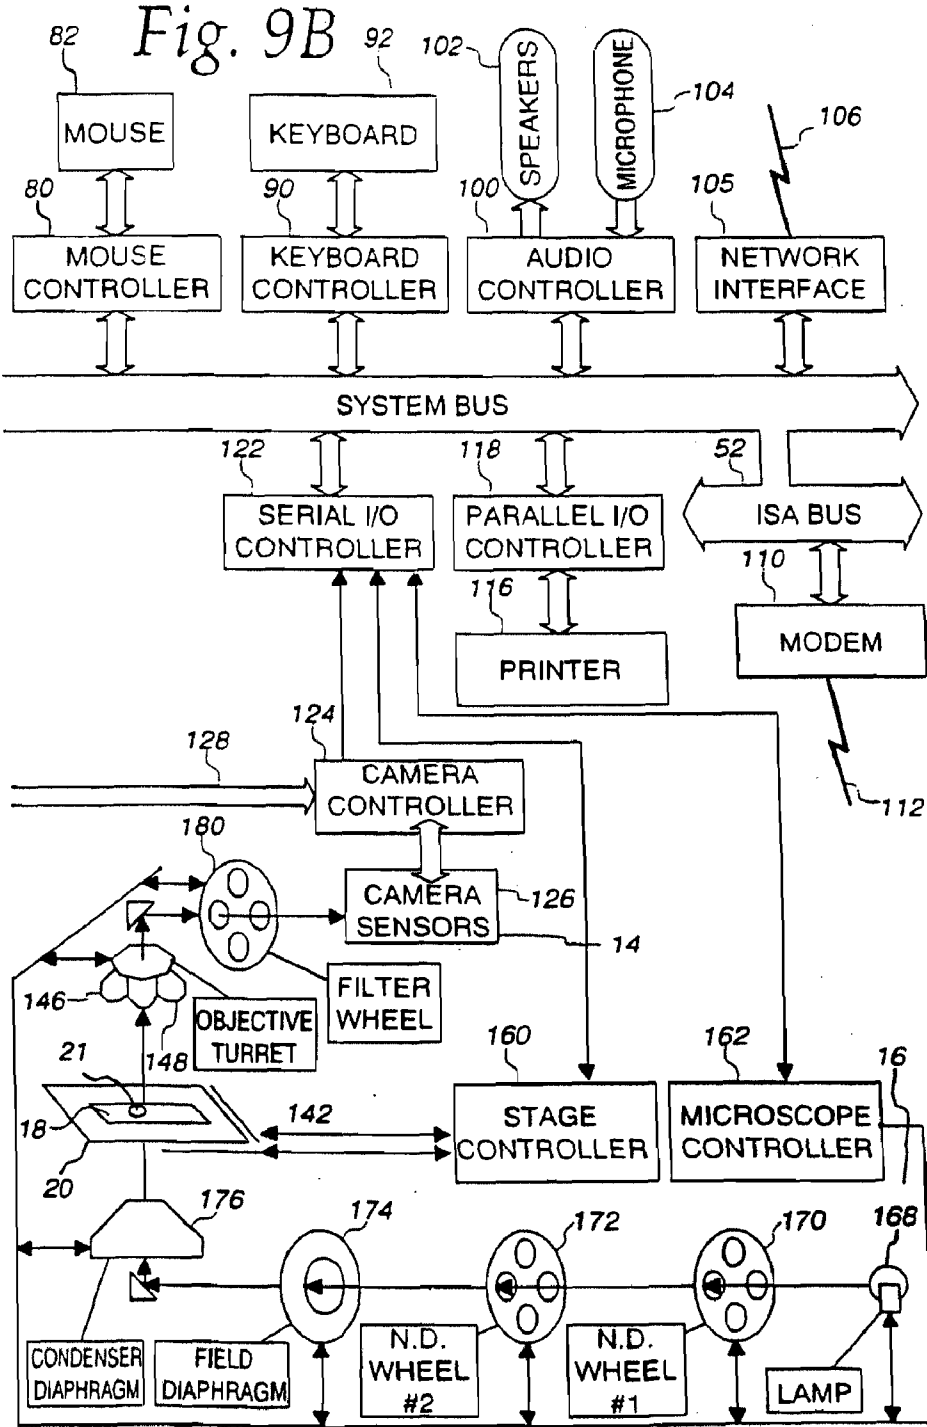 Fig. 9B
82
92
102
104
106
MOUSE
KEYBOARD
SPEAKERS
MICROPHONE
80
90
100
105
MOUSE
CONTROLLER
KEYBOARD
CONTROLLER
AUDIO
CONTROLLER
NETWORK
INTERFACE
SYSTEM BUS
122
118
52
SERIAL I/O
CONTROLLER
PARALLEL I/O
CONTROLLER
ISA BUS
116
110
PRINTER
MODEM
124
128
CAMERA
CONTROLLER
112
180
CAMERA
SENSORS
126
14
146
148
FILTER
WHEEL
OBJECTIVE
TURRET
21
18
20
142
160
162
16
STAGE
CONTROLLER
MICROSCOPE
CONTROLLER
176
174
172
170
168
CONDENSER
DIAPHRAGM
FIELD
DIAPHRAGM
N.D.
WHEEL
#2
N.D.
WHEEL
#1
LAMP